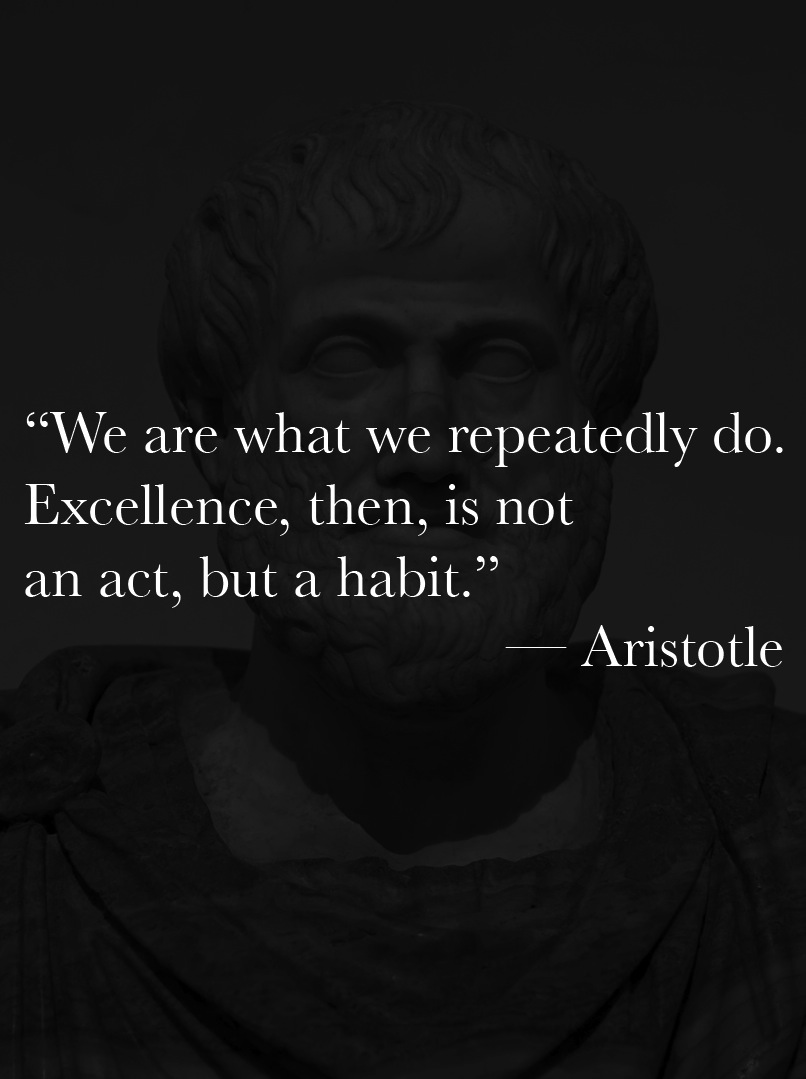 “We are what we repeatedly do.
Excellence, then, is not
an act, but a habit.”
— Aristotle